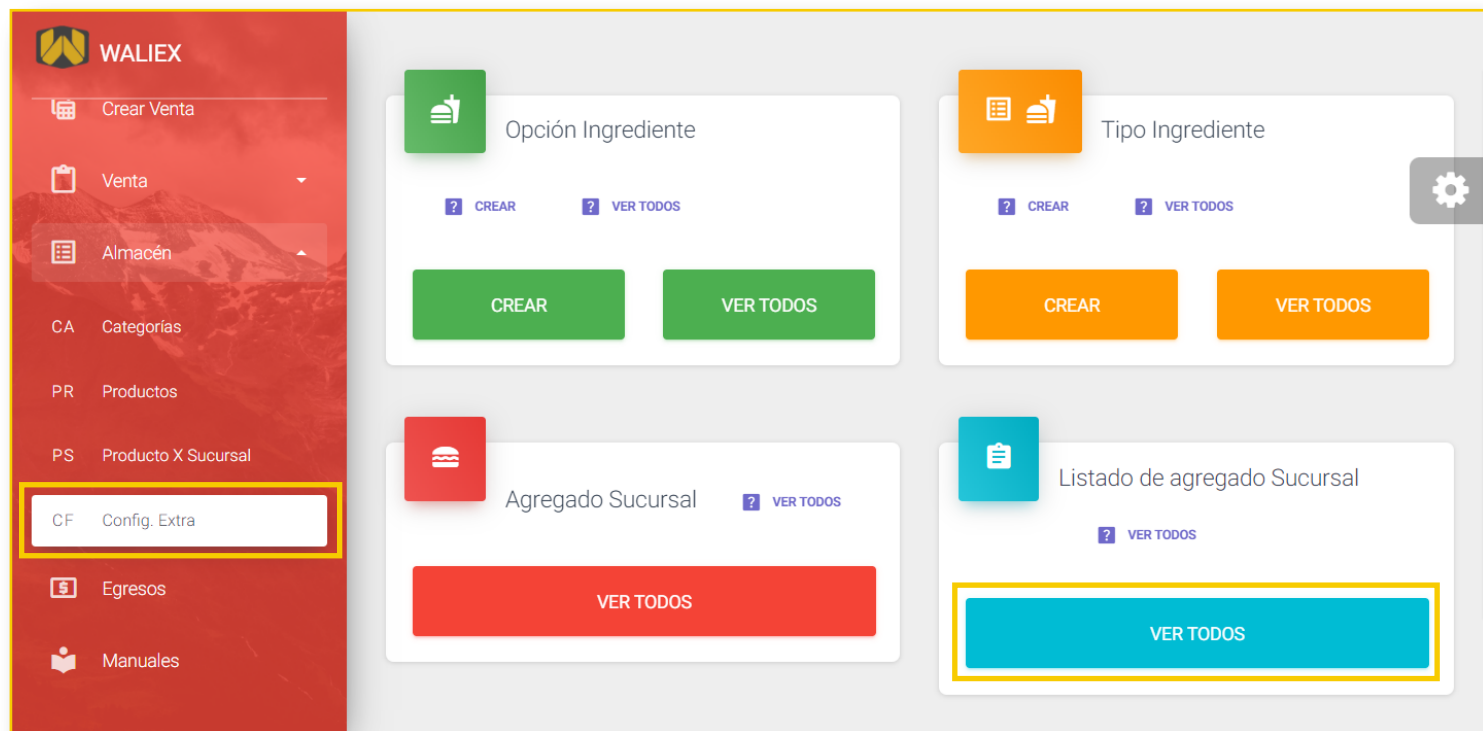 WALIEX
Crear Venta
Venta
Almacén
CA Categorías
PR Productos
PS Producto X Sucursal
CF Config. Extra
Egresos
Manuales
Opción Ingrediente
? CREAR ? VER TODOS
CREAR VER TODOS
Tipo Ingrediente
? CREAR ? VER TODOS
CREAR VER TODOS
Agregado Sucursal ? VER TODOS
VER TODOS
Listado de agregado Sucursal
? VER TODOS
VER TODOS